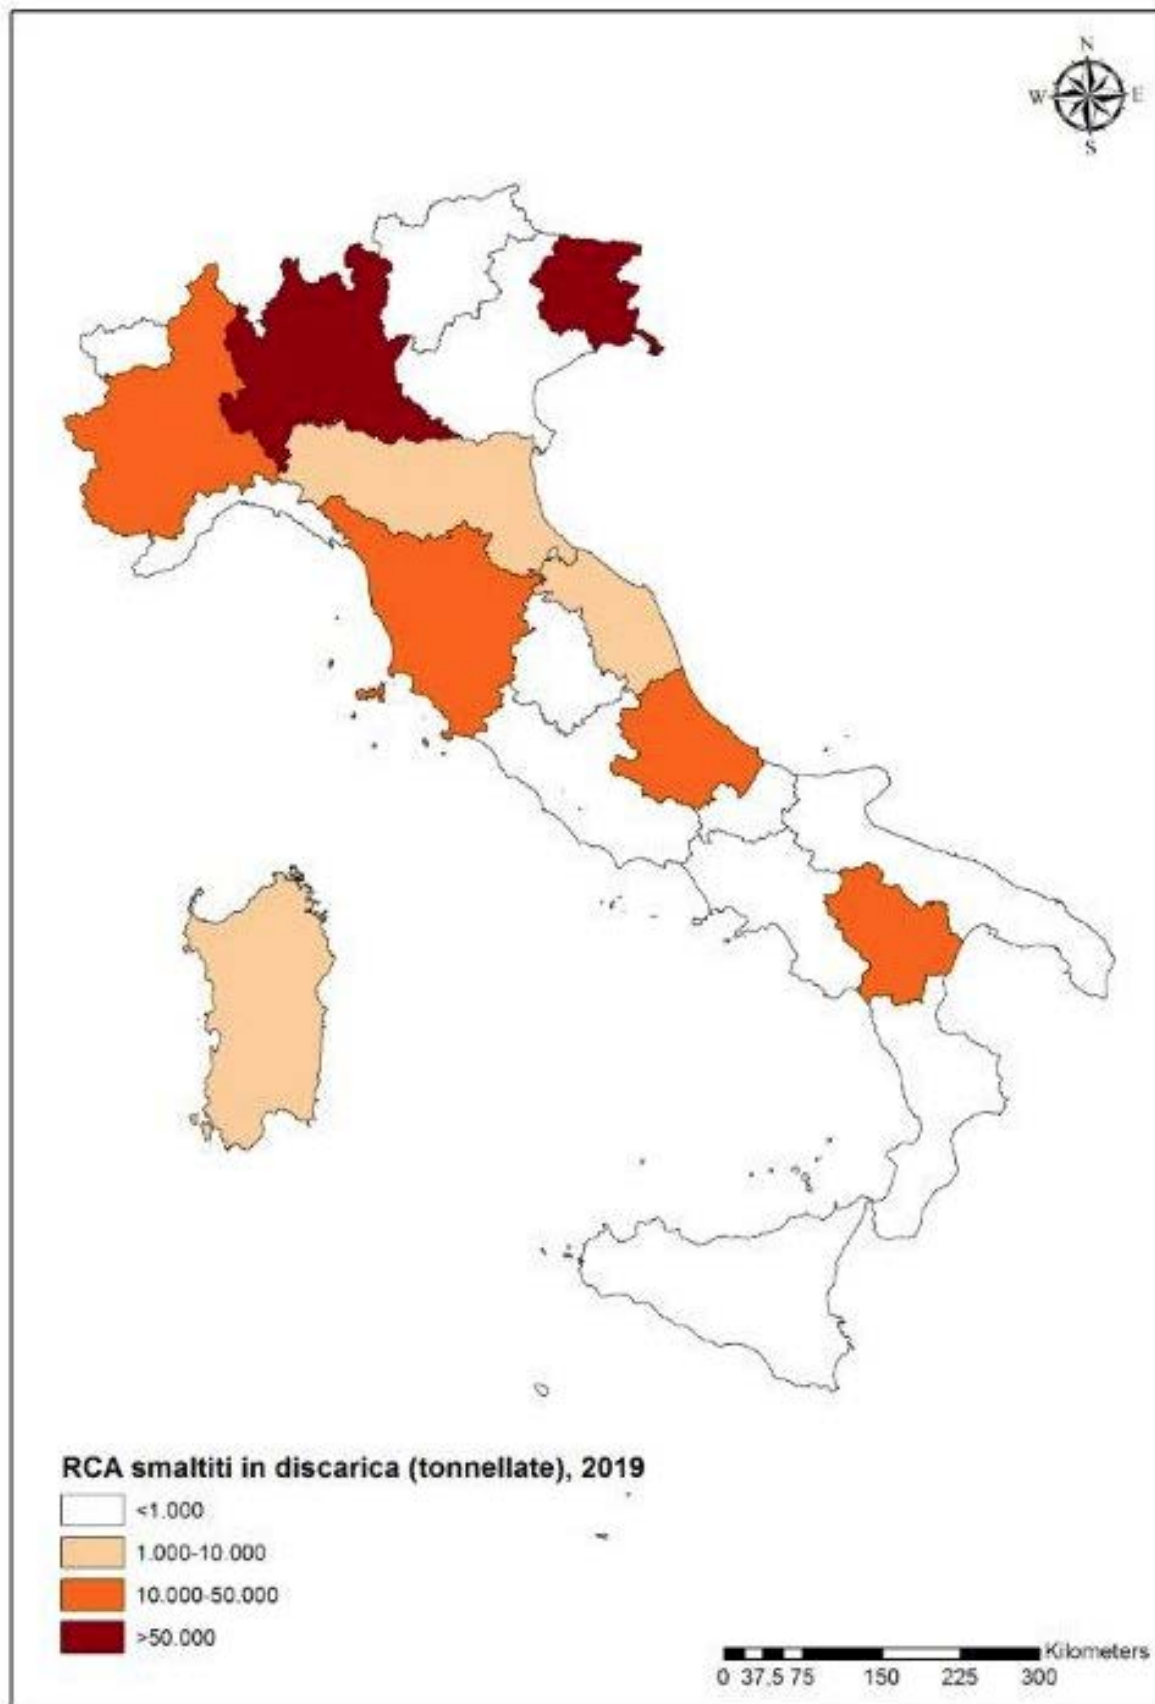 N
W E
S
RCA smaltiti in discarica (tonnellate), 2019
<1.000
1.000-10.000
10.000-50.000
>50.000
Kilometers
0 37,5 75 150 225 300